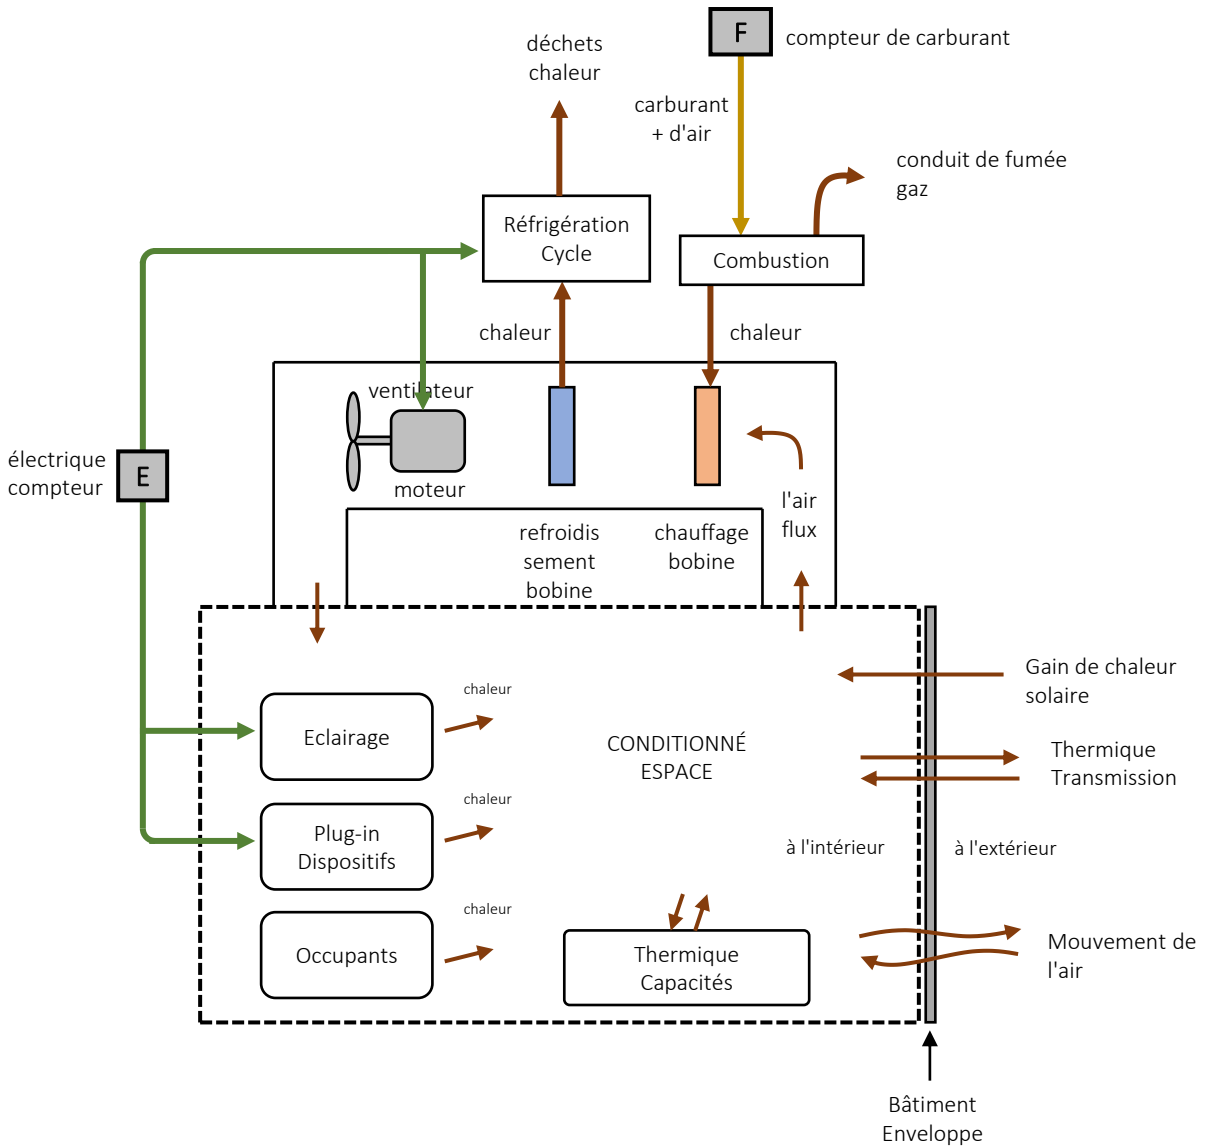 déchets
chaleur
F
compteur de carburant
carburant
+ d'air
conduit de fumée
gaz
Réfrigération
Cycle
Combustion
chaleur
chaleur
ventilateur
moteur
électrique
compteur
E
l'air
flux
refroidis
sement
bobine
chauffage
bobine
Gain de chaleur
solaire
chaleur
Eclairage
CONDITIONNÉ
ESPACE
Thermique
Transmission
chaleur
Plug-in
Dispositifs
à l'intérieur
à l'extérieur
chaleur
Occupants
Thermique
Capacités
Mouvement de
l'air
Bâtiment
Enveloppe